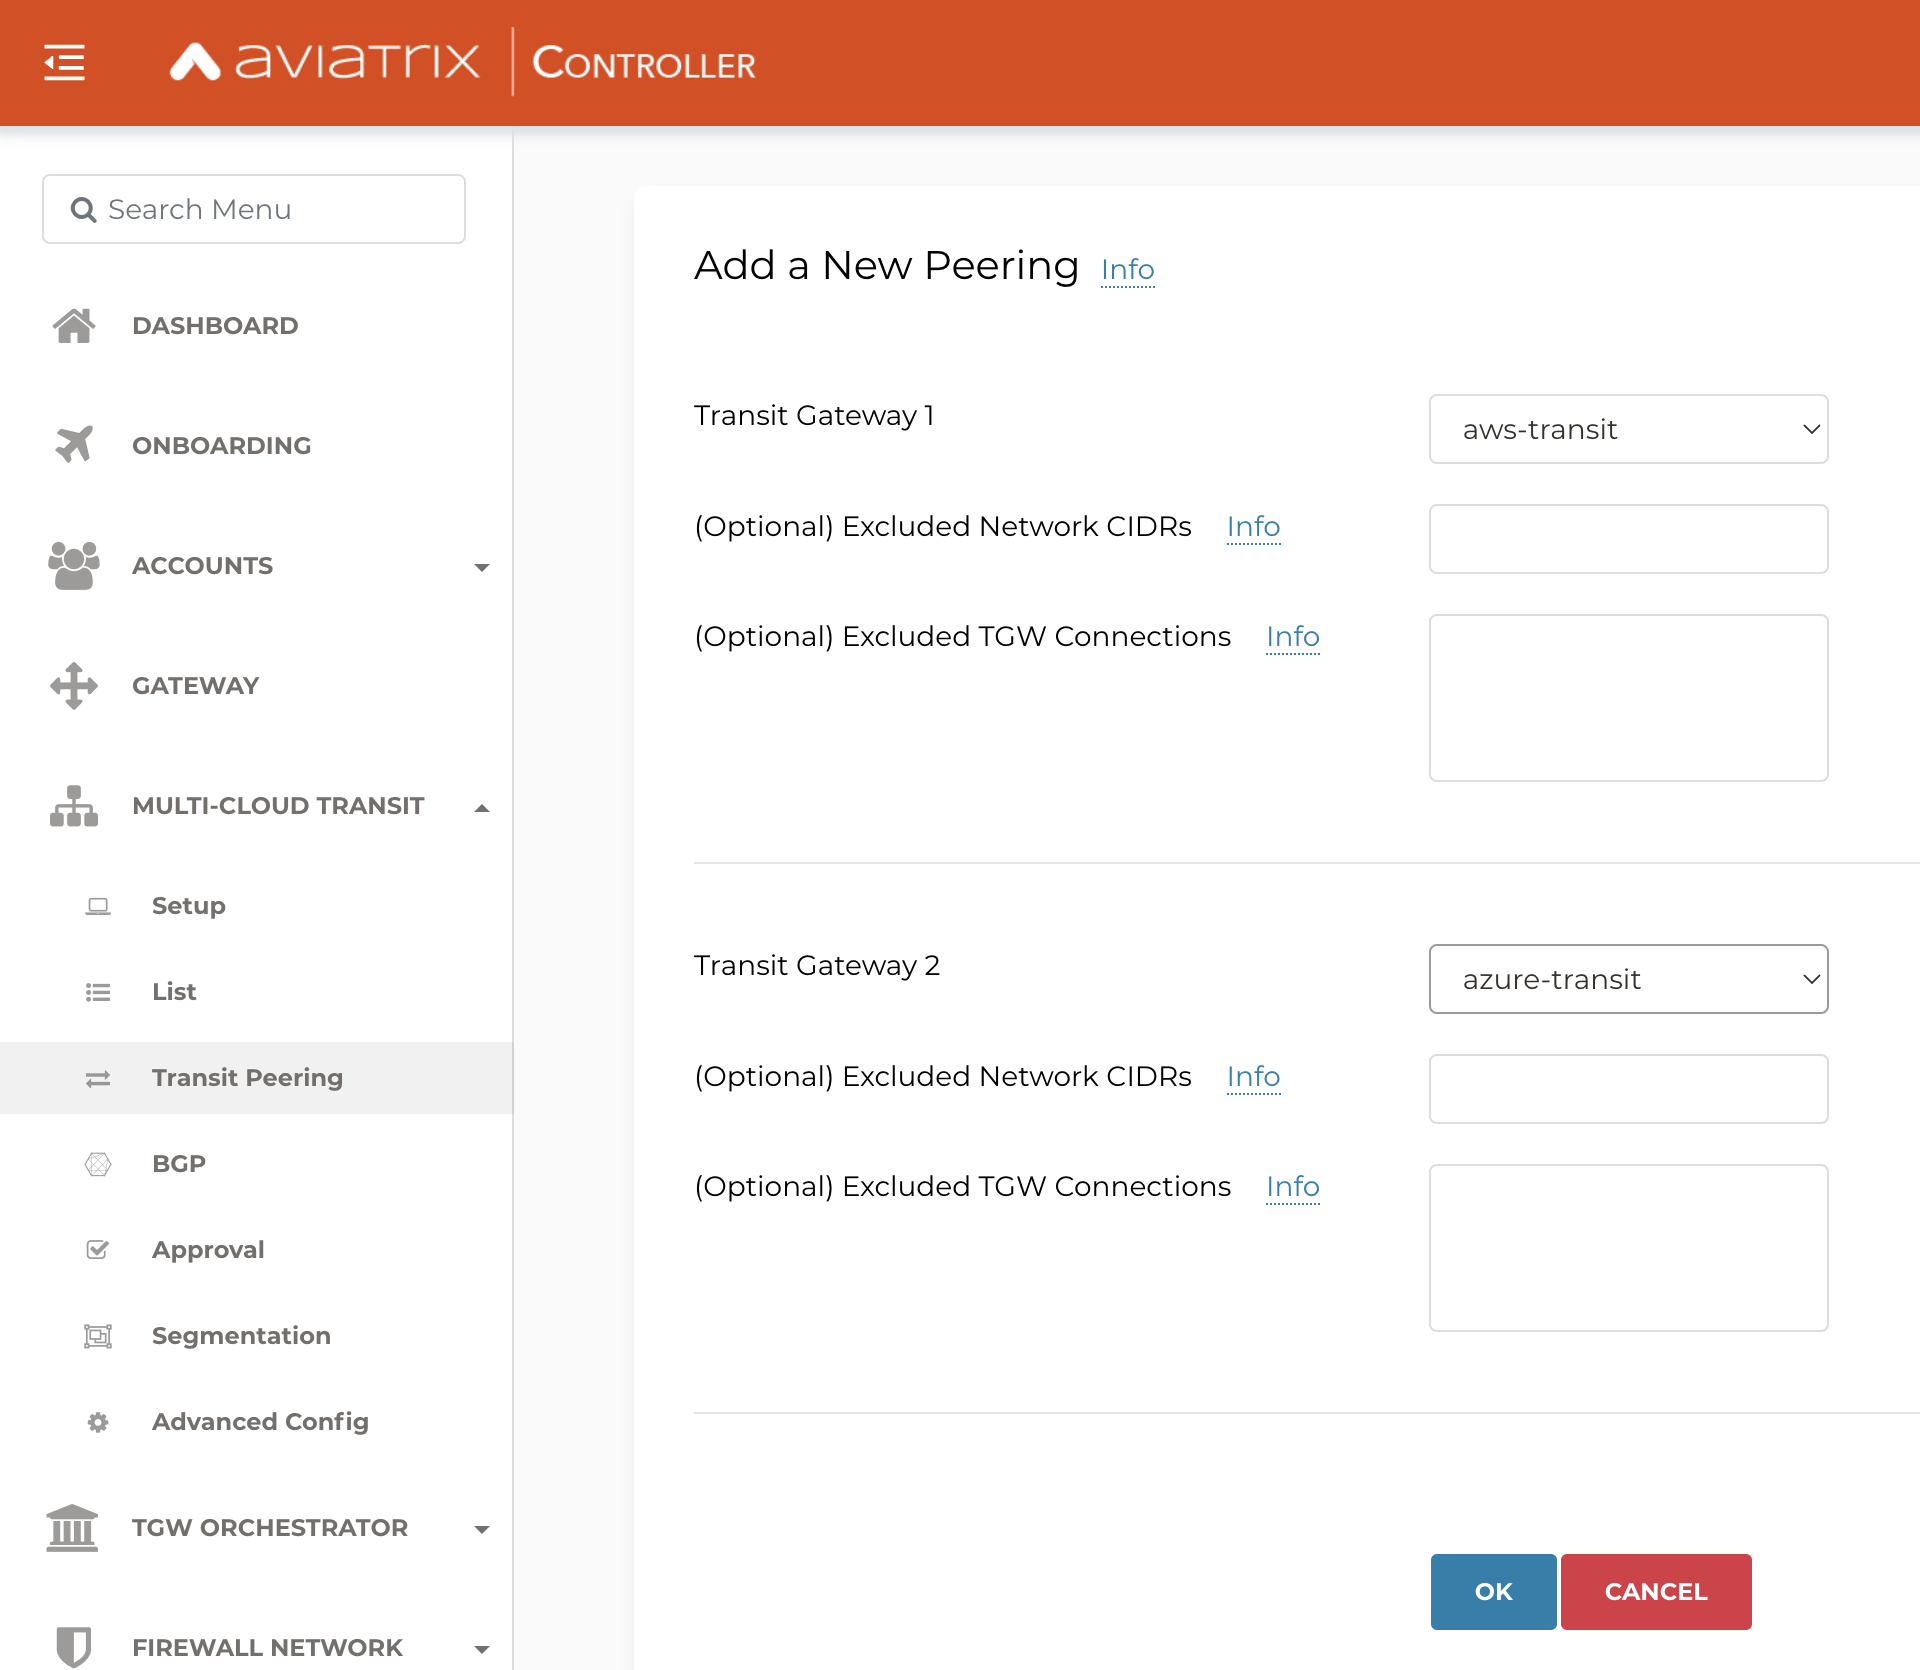 aviatrix | Controller
Search Menu
DASHBOARD
ONBOARDING
ACCOUNTS
GATEWAY
MULTI-CLOUD TRANSIT
Setup
List
Transit Peering
BGP
Approval
Segmentation
Advanced Config
TGW ORCHESTRATOR
FIREWALL NETWORK
Add a New Peering Info
Transit Gateway 1 aws-transit
(Optional) Excluded Network CIDRs Info
(Optional) Excluded TGW Connections Info
Transit Gateway 2 azure-transit
(Optional) Excluded Network CIDRs Info
(Optional) Excluded TGW Connections Info
OK CANCEL